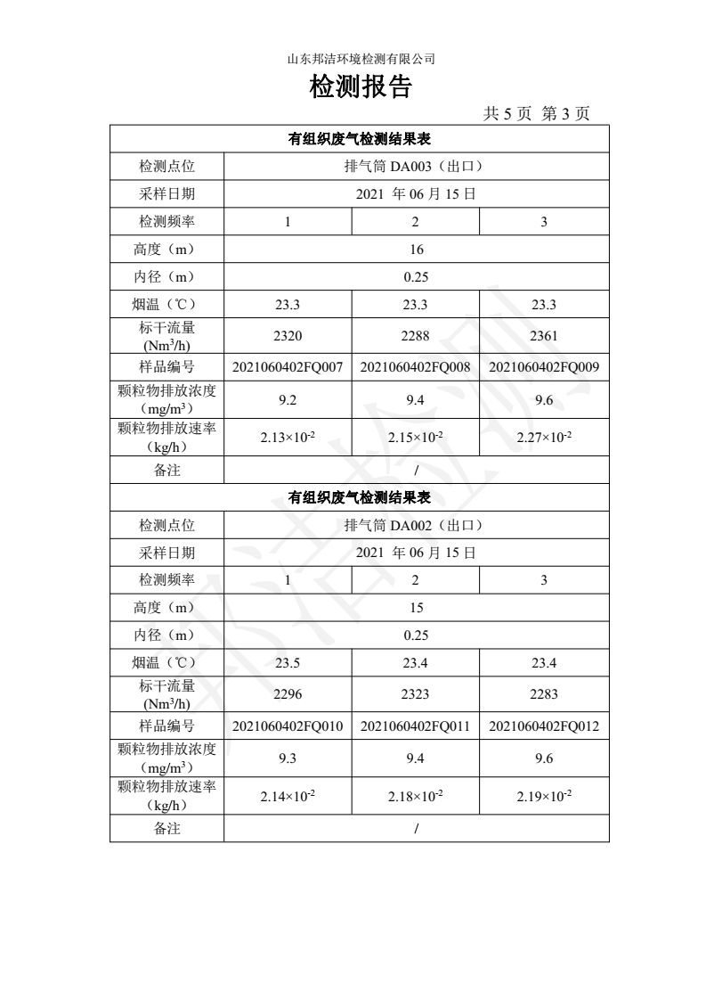 山东邦洁环境检测有限公司
检测报告
共 5 页 第 3 页
有组织废气检测结果表
检测点位 排气筒 DA003（出口）
采样日期 2021 年 06 月 15 日
检测频率 1 2 3
高度（m） 16
内径（m） 0.25
烟温（℃） 23.3 23.3 23.3
标干流量
(Nm³/h) 2320 2288 2361
样品编号 2021060402FQ007 2021060402FQ008 2021060402FQ009
颗粒物排放浓度
（mg/m³） 9.2 9.4 9.6
颗粒物排放速率
（kg/h） 2.13×10⁻² 2.15×10⁻² 2.27×10⁻²
备注 /
有组织废气检测结果表
检测点位 排气筒 DA002（出口）
采样日期 2021 年 06 月 15 日
检测频率 1 2 3
高度（m） 15
内径（m） 0.25
烟温（℃） 23.5 23.4 23.4
标干流量
(Nm³/h) 2296 2323 2283
样品编号 2021060402FQ010 2021060402FQ011 2021060402FQ012
颗粒物排放浓度
（mg/m³） 9.3 9.4 9.6
颗粒物排放速率
（kg/h） 2.14×10⁻² 2.18×10⁻² 2.19×10⁻²
备注 /
邦洁检测